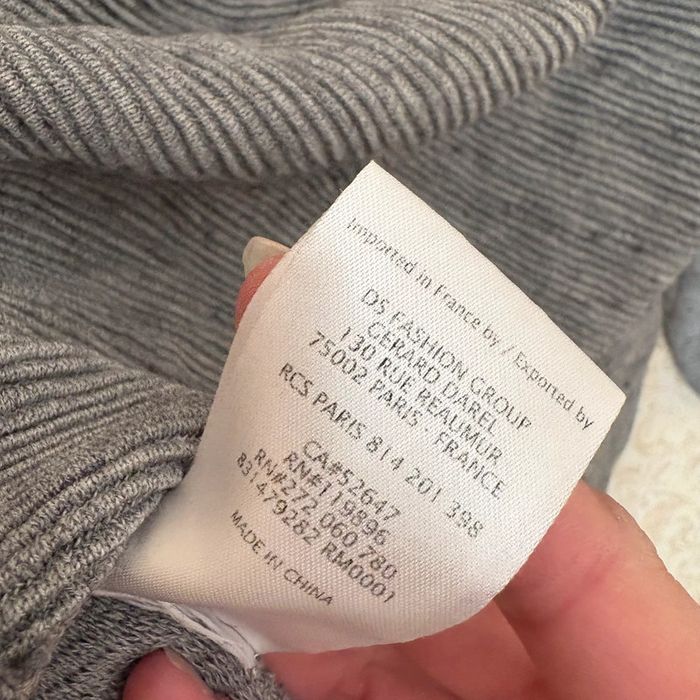 Imported in France by / Exported by
DS FASHION GROUP
GERARD DAREL
130 RUE REAUMUR
75002 PARIS - FRANCE
RCS PARIS 814 201 398
CA#52647
RN#119896
RN#272 060 780
831479282 RM0001
MADE IN CHINA